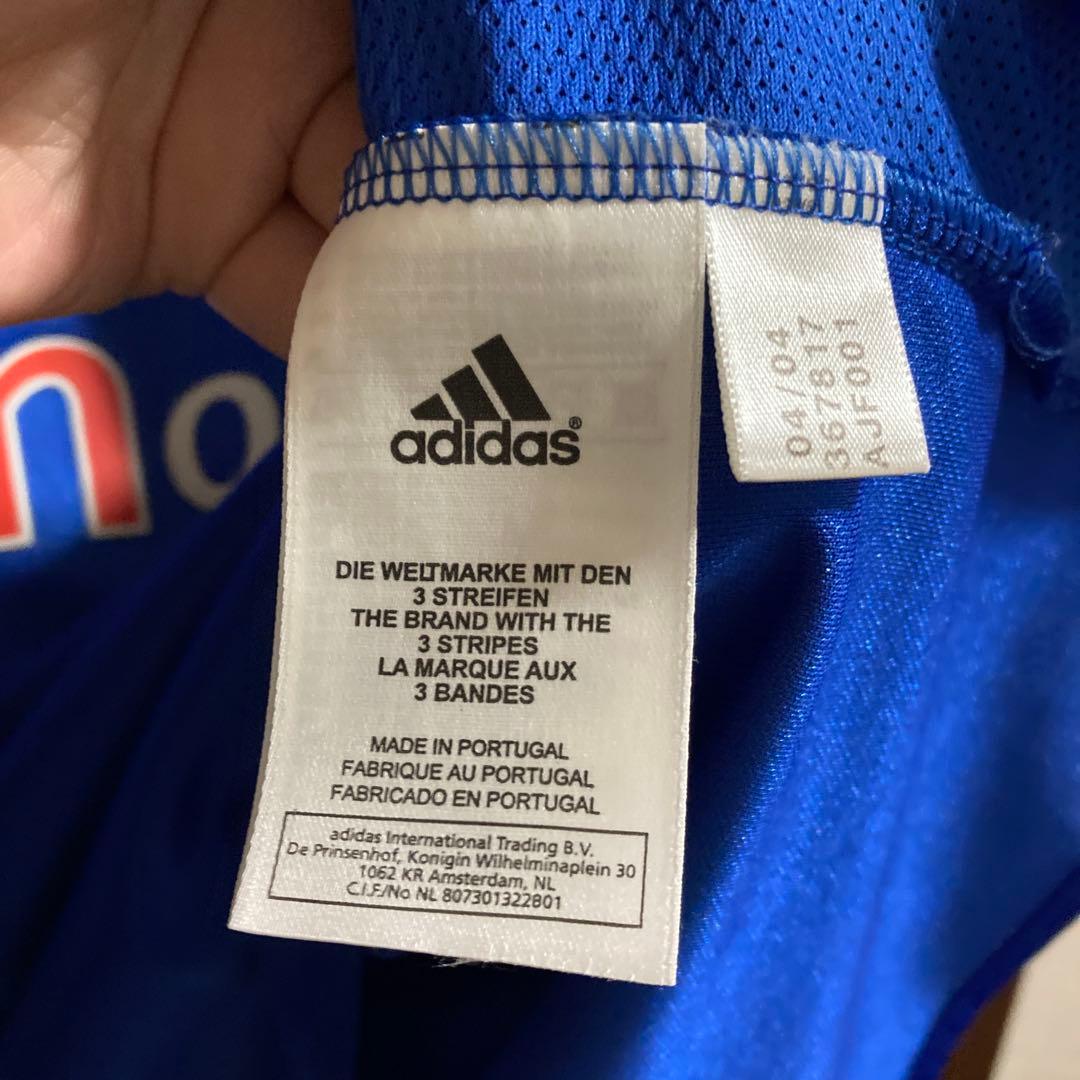 no
adidas®
DIE WELTMARKE MIT DEN
3 STREIFEN
THE BRAND WITH THE
3 STRIPES
LA MARQUE AUX
3 BANDES
MADE IN PORTUGAL
FABRIQUE AU PORTUGAL
FABRICADO EN PORTUGAL
adidas International Trading B.V.
De Prinsenhof, Konigin Wilhelminaplein 30
1062 KR Amsterdam, NL
C.I.F./No NL 807301322B01
04/04
367817
AJF001